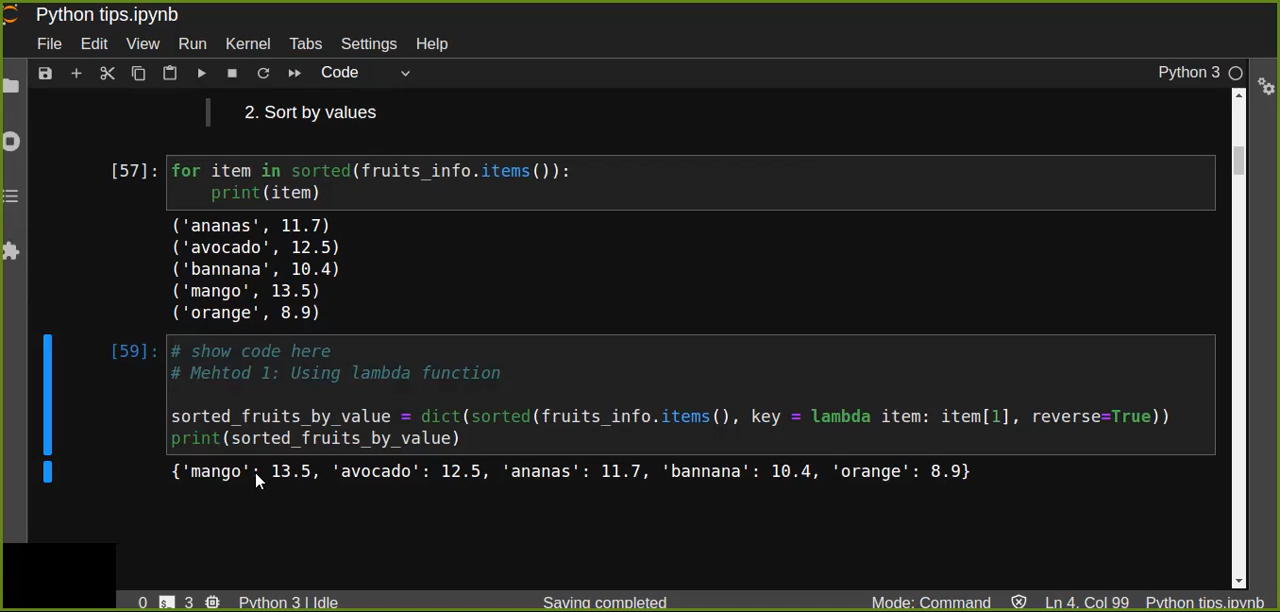 Python tips.ipynb
File Edit View Run Kernel Tabs Settings Help
Code Python 3
2. Sort by values
[57]: for item in sorted(fruits_info.items()):
print(item)
('ananas', 11.7)
('avocado', 12.5)
('bannana', 10.4)
('mango', 13.5)
('orange', 8.9)
[59]: # show code here
# Mehtod 1: Using lambda function
sorted_fruits_by_value = dict(sorted(fruits_info.items(), key = lambda item: item[1], reverse=True))
print(sorted_fruits_by_value)
{'mango': 13.5, 'avocado': 12.5, 'ananas': 11.7, 'bannana': 10.4, 'orange': 8.9}
0 3 Python 3 | Idle Saving completed Mode: Command Ln 4, Col 99 Python tips.ipynb